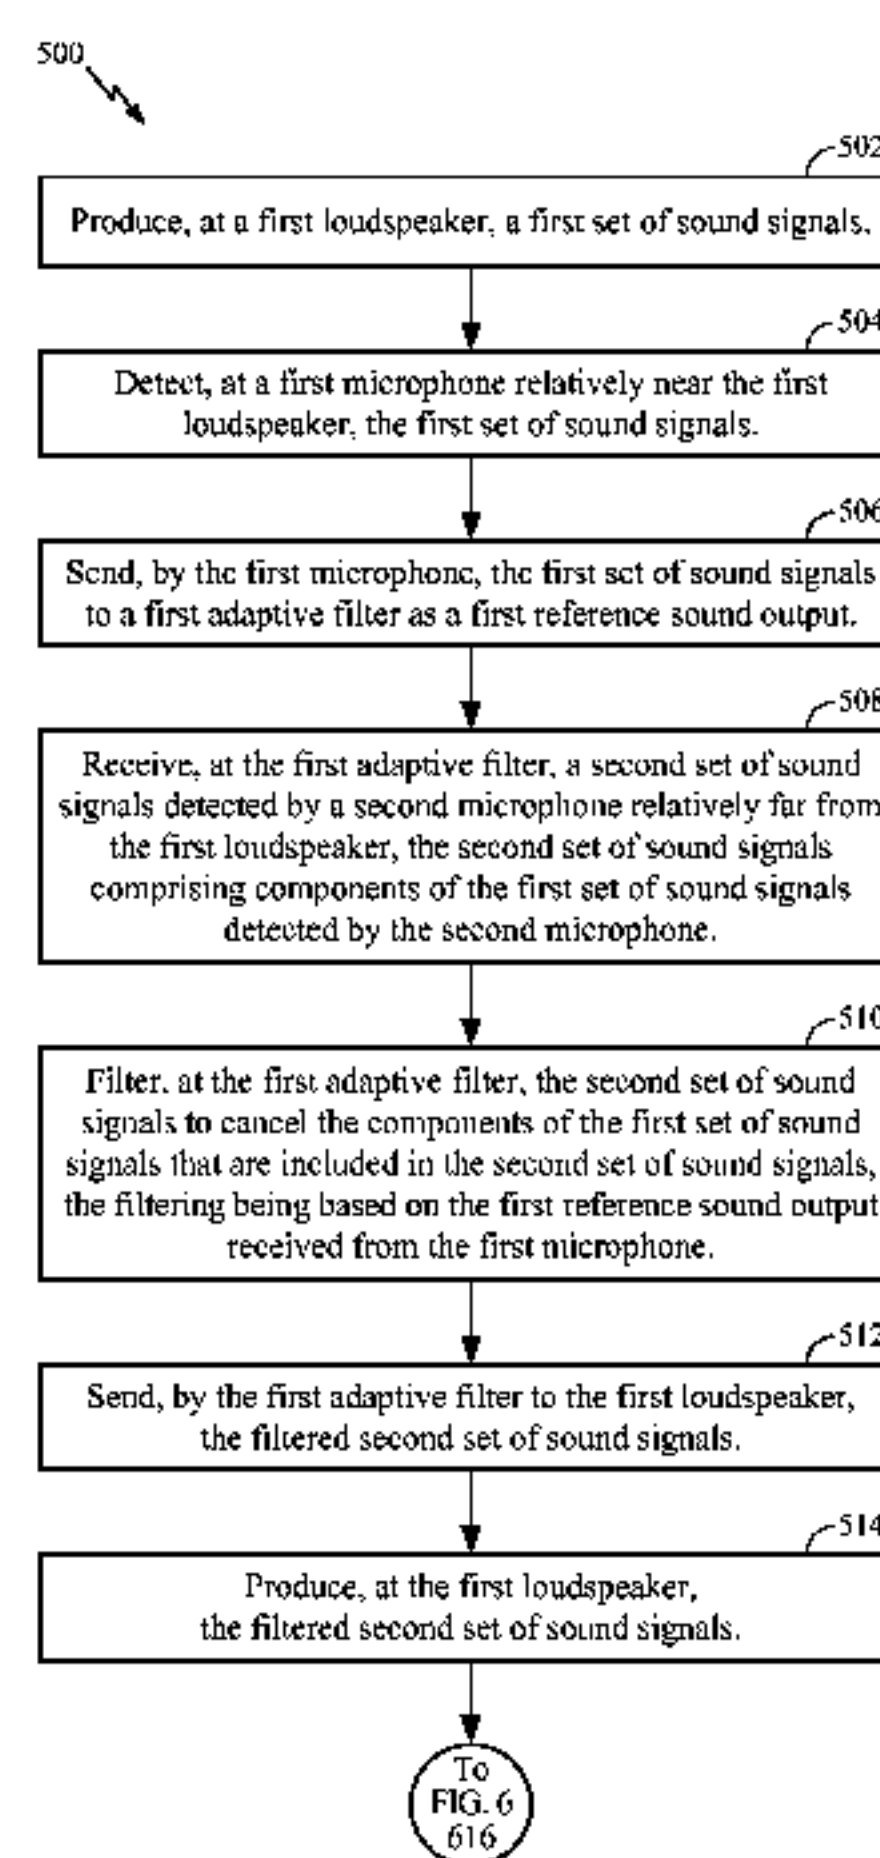 500
502
Produce, at a first loudspeaker, a first set of sound signals.
504
Detect, at a first microphone relatively near the first
loudspeaker, the first set of sound signals.
506
Send, by the first microphone, the first set of sound signals
to a first adaptive filter as a first reference sound output.
508
Receive, at the first adaptive filter, a second set of sound
signals detected by a second microphone relatively far from
the first loudspeaker, the second set of sound signals
comprising components of the first set of sound signals
detected by the second microphone.
510
Filter, at the first adaptive filter, the second set of sound
signals to cancel the components of the first set of sound
signals that are included in the second set of sound signals,
the filtering being based on the first reference sound output
received from the first microphone.
512
Send, by the first adaptive filter to the first loudspeaker,
the filtered second set of sound signals.
514
Produce, at the first loudspeaker,
the filtered second set of sound signals.
To
FIG. 6
616